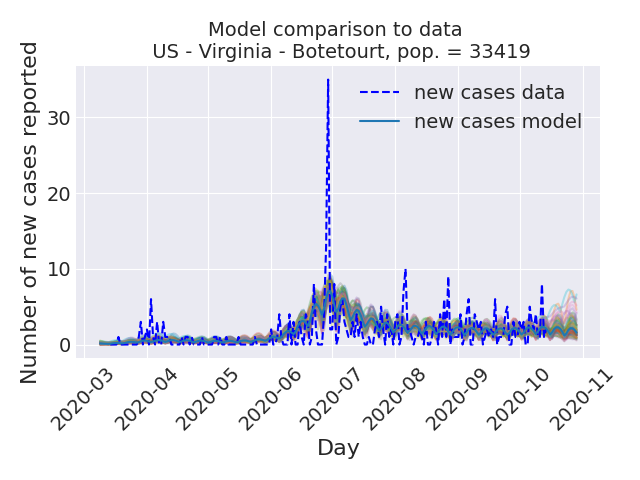 Model comparison to data
US - Virginia - Botetourt, pop. = 33419
Number of new cases reported
30
20
10
0
new cases data
new cases model
2020-03
2020-04
2020-05
2020-06
2020-07
2020-08
2020-09
2020-10
2020-11
Day